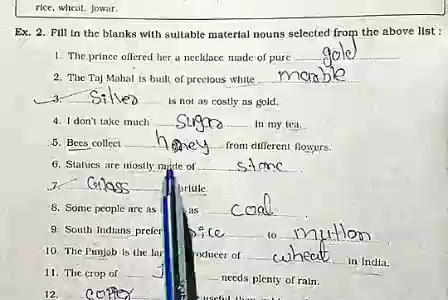 rice, wheat, jowar.
Ex. 2. Fill in the blanks with suitable material nouns selected from the above list :
1. The prince offered her a necklace made of pure gold
2. The Taj Mahal is built of precious white marble
3. Silver is not as costly as gold.
4. I don't take much sugar in my tea.
5. Bees collect honey from different flowers.
6. Statues are mostly made of stone.
7. Glass brittle.
8. Some people are as as coal.
9. South Indians prefer rice to mutton
10. The Punjab is the producer of wheat in India.
11. The crop of needs plenty of rain.
12. useful than